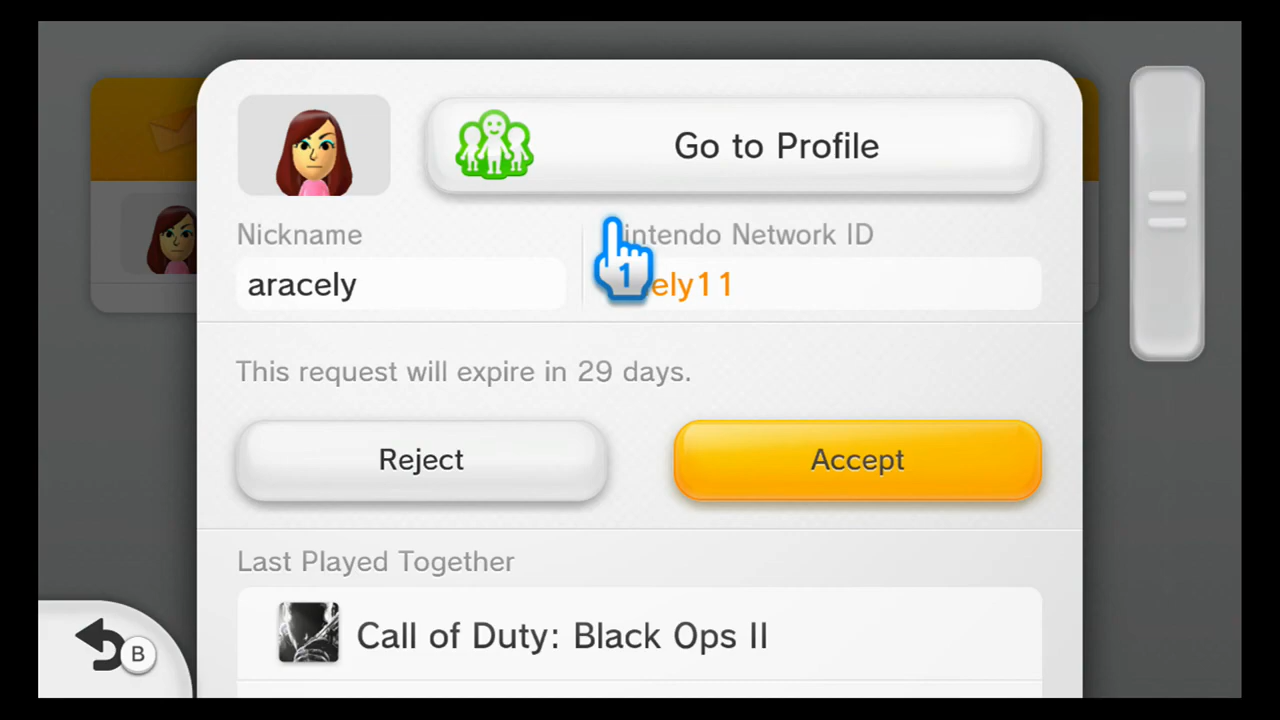 Go to Profile
Nickname
intendo Network ID
1
aracely
ely11
This request will expire in 29 days.
Reject
Accept
Last Played Together
Call of Duty: Black Ops II
B